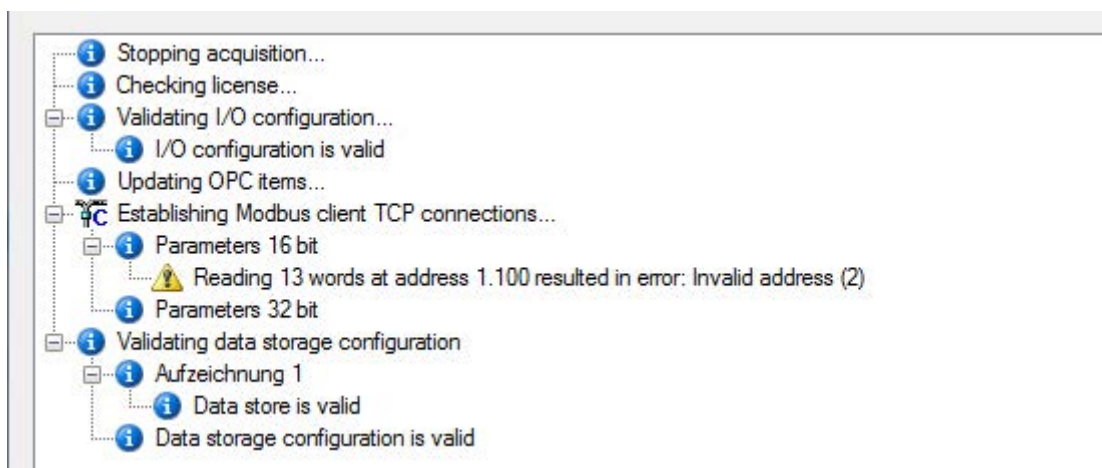 Stopping acquisition...
Checking license...
Validating I/O configuration...
I/O configuration is valid
Updating OPC items...
C Establishing Modbus client TCP connections...
Parameters 16 bit
Reading 13 words at address 1.100 resulted in error: Invalid address (2)
Parameters 32 bit
Validating data storage configuration
Aufzeichnung 1
Data store is valid
Data storage configuration is valid